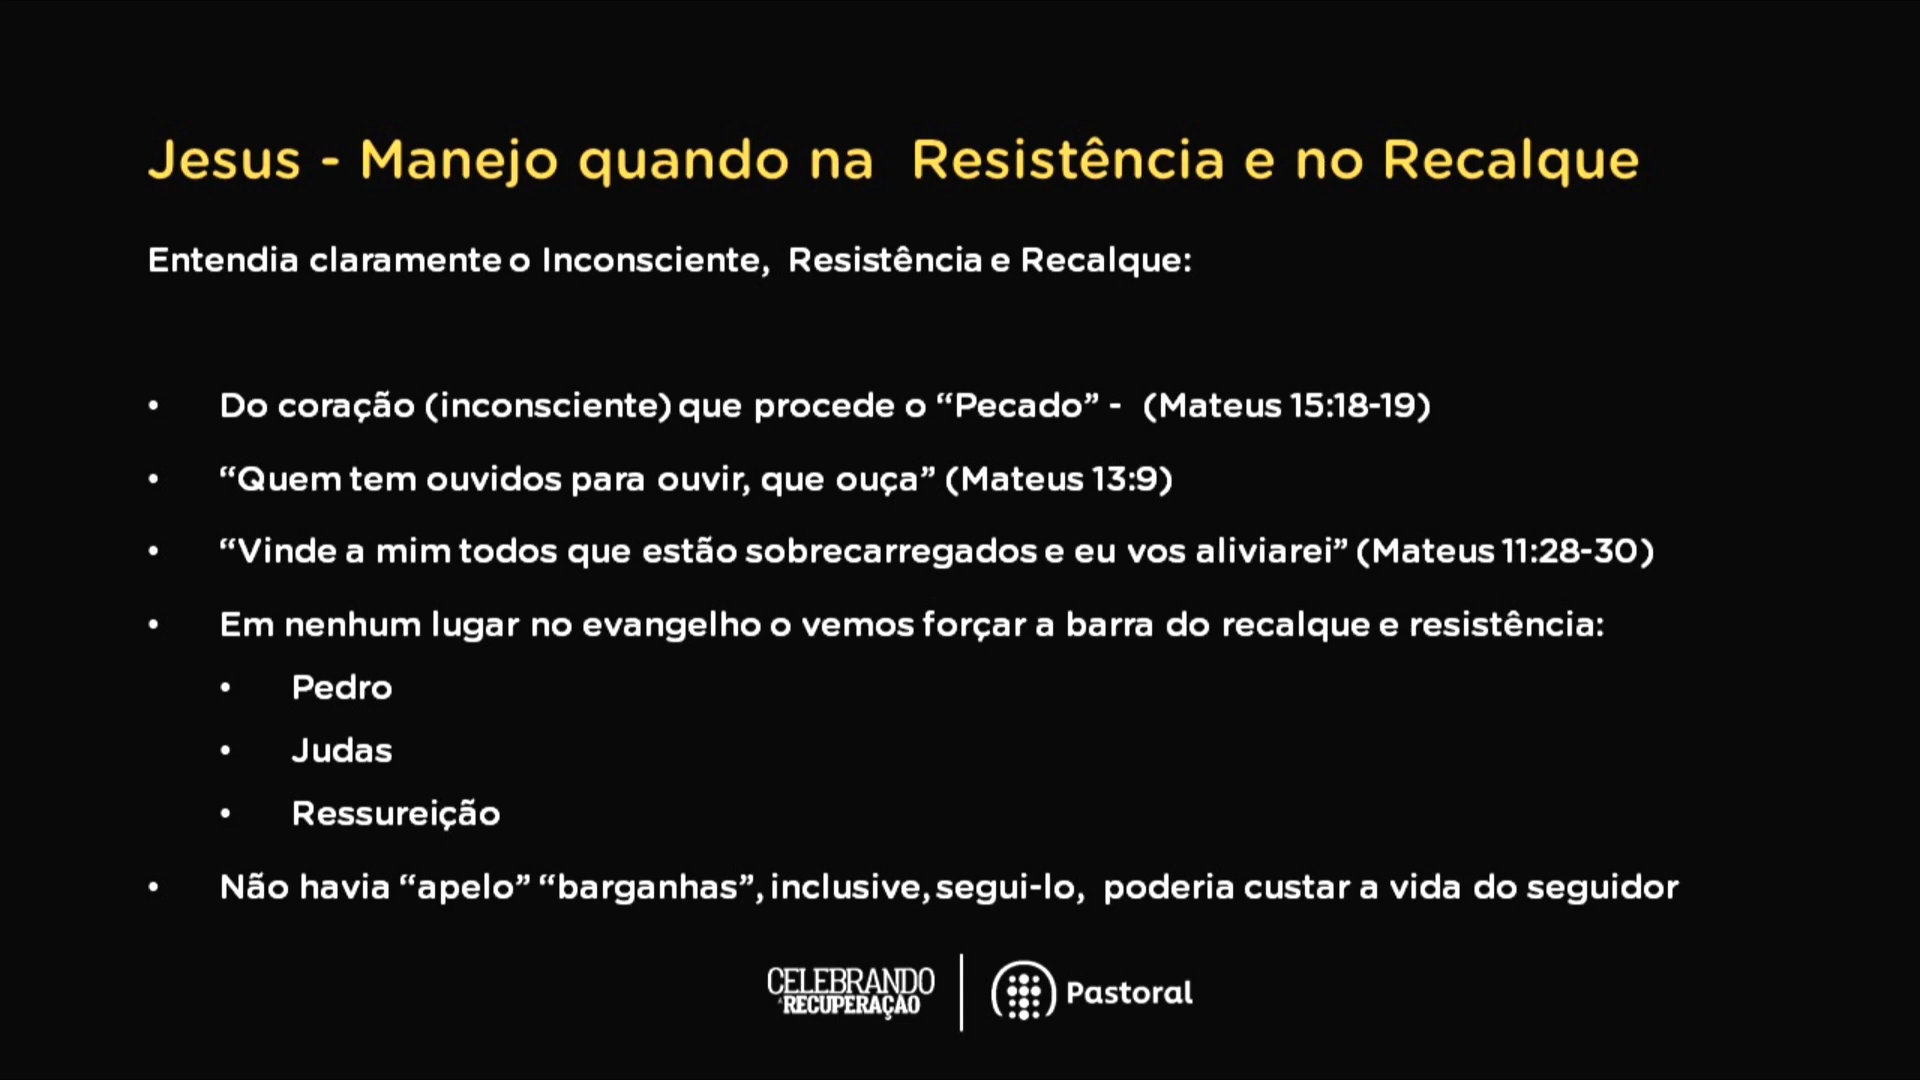 Jesus - Manejo quando na Resistência e no Recalque
Entendia claramente o Inconsciente, Resistência e Recalque:
• Do coração (inconsciente) que procede o “Pecado” - (Mateus 15:18-19)
• “Quem tem ouvidos para ouvir, que ouça” (Mateus 13:9)
• “Vinde a mim todos que estão sobrecarregados e eu vos aliviarei” (Mateus 11:28-30)
• Em nenhum lugar no evangelho o vemos forçar a barra do recalque e resistência:
• Pedro
• Judas
• Ressureição
• Não havia “apelo” “barganhas”, inclusive, segui-lo, poderia custar a vida do seguidor
CELEBRANDO
A RECUPERAÇÃO
Pastoral